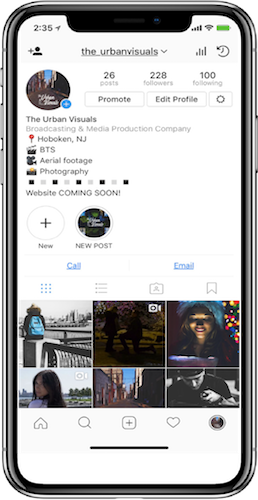 2:35
the_urbanvisuals
26
228
100
posts
followers
following
Promote
Edit Profile
The Urban Visuals
Broadcasting & Media Production Company
Hoboken, NJ
BTS
Aerial footage
Photography
Website COMING SOON!
New
NEW POST
Call
Email